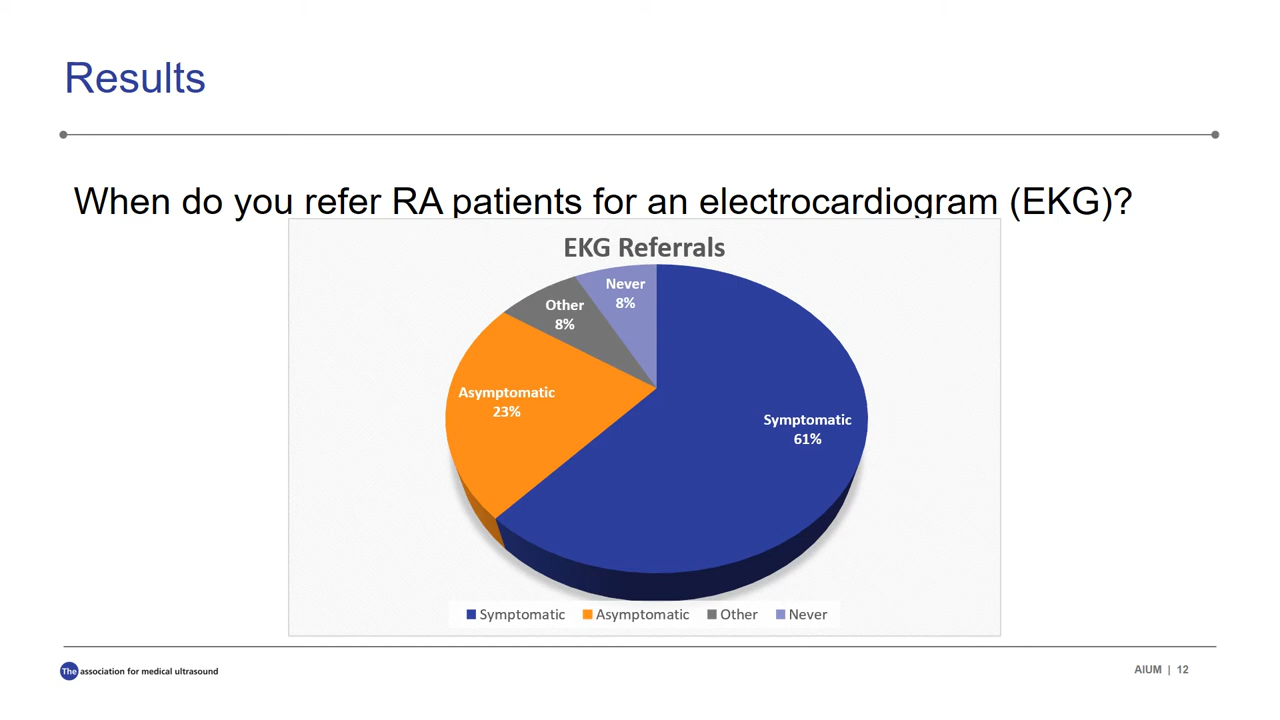 Results
When do you refer RA patients for an electrocardiogram (EKG)?
EKG Referrals
Never
8%
Other
8%
Asymptomatic
23%
Symptomatic
61%
Symptomatic Asymptomatic Other Never
The association for medical ultrasound
AIUM | 12